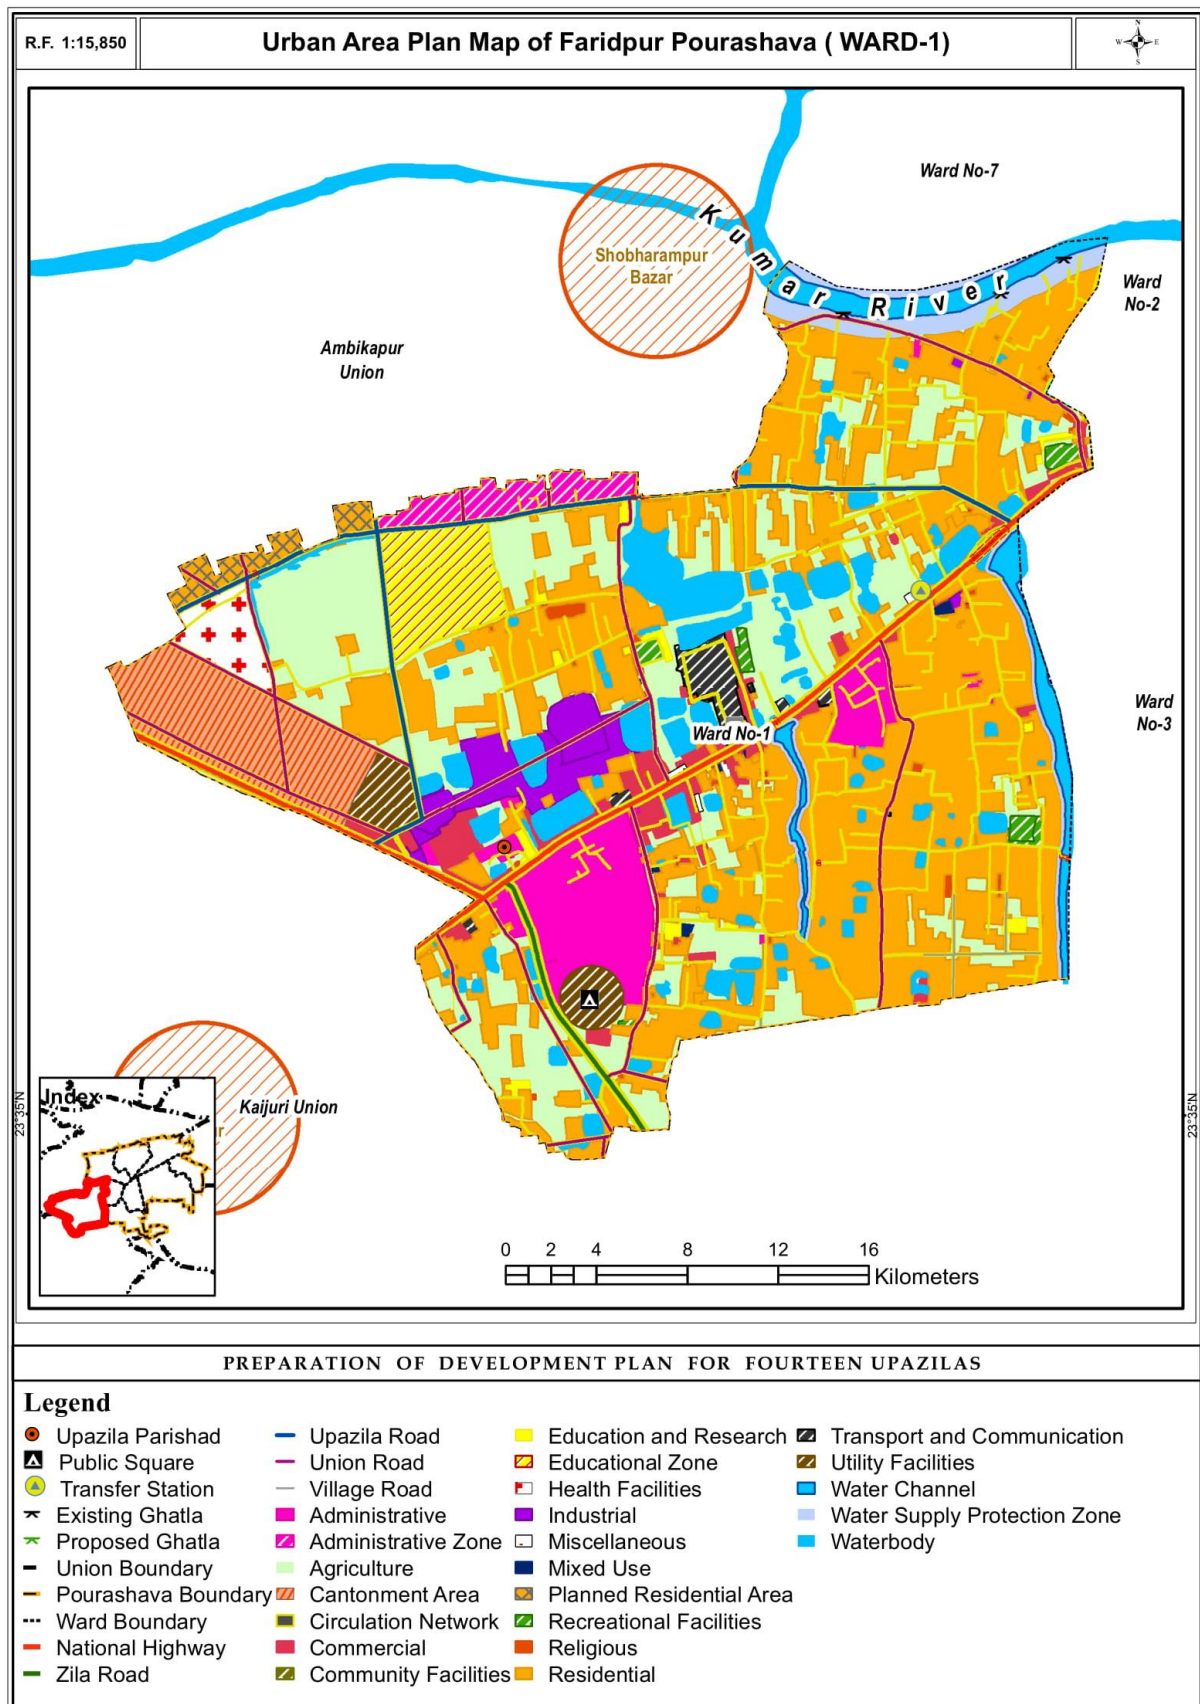 R.F. 1:15,850
Urban Area Plan Map of Faridpur Pourashava ( WARD-1)
N
W
E
S
Ward No-7
Kumar River
Shobharampur
Bazar
Ward
No-2
Ambikapur
Union
Ward
No-3
Ward No-1
Kaijuri Union
r
Index
23°35'N
23°35'N
0 2 4 8 12 16
Kilometers
PREPARATION OF DEVELOPMENT PLAN FOR FOURTEEN UPAZILAS
Legend
Upazila Parishad
Public Square
Transfer Station
Existing Ghatla
Proposed Ghatla
Union Boundary
Pourashava Boundary
Ward Boundary
National Highway
Zila Road
Upazila Road
Union Road
Village Road
Administrative
Administrative Zone
Agriculture
Cantonment Area
Circulation Network
Commercial
Community Facilities
Education and Research
Educational Zone
Health Facilities
Industrial
Miscellaneous
Mixed Use
Planned Residential Area
Recreational Facilities
Religious
Residential
Transport and Communication
Utility Facilities
Water Channel
Water Supply Protection Zone
Waterbody